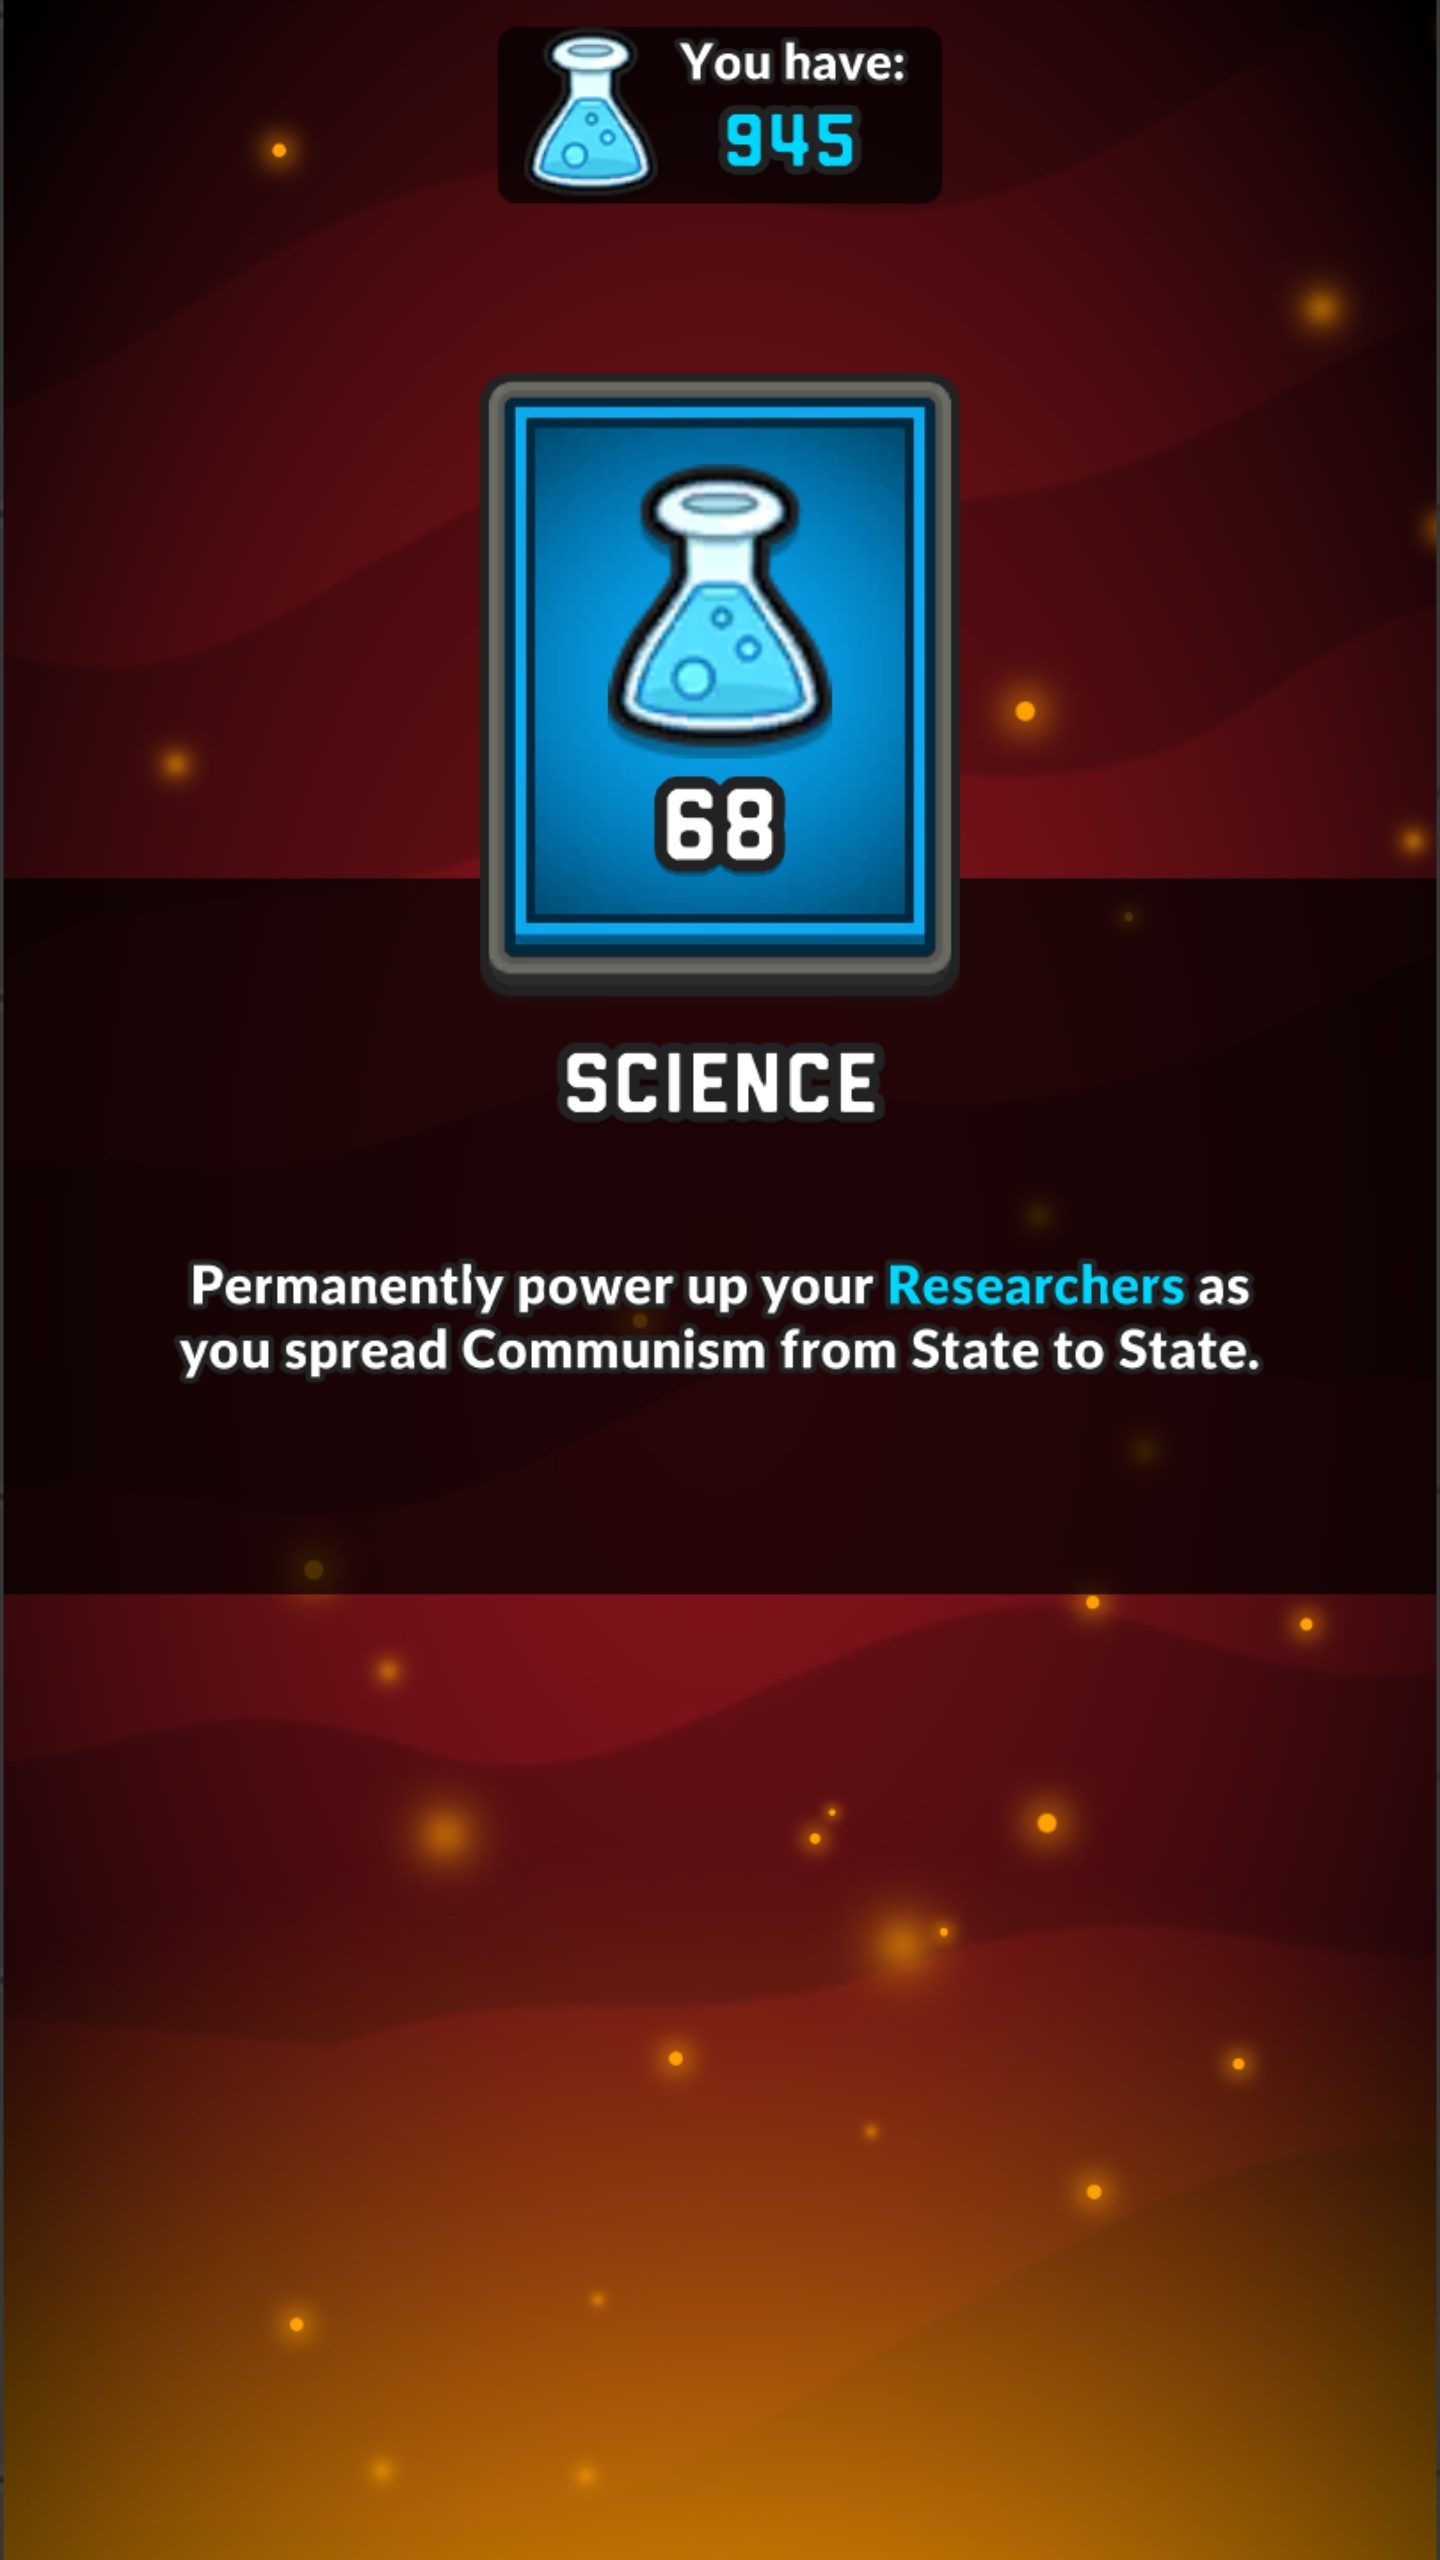 You have:
945
68
SCIENCE
Permanently power up your Researchers as
you spread Communism from State to State.